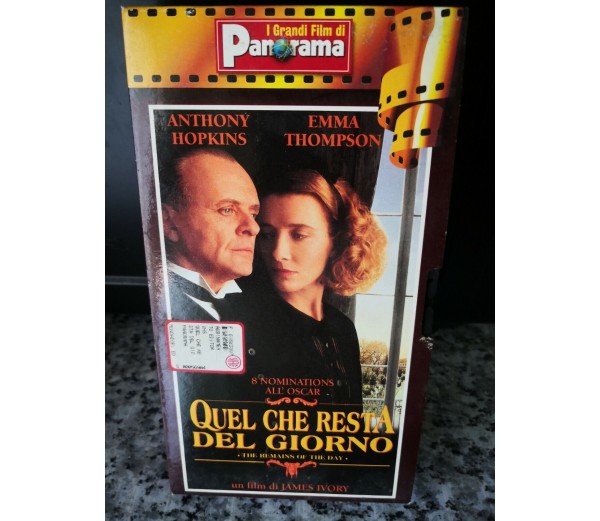 I Grandi Film di
Panorama
ANTHONY
HOPKINS
EMMA
THOMPSON
8 NOMINATIONS
ALL'OSCAR
QUEL CHE RESTA
DEL GIORNO
• THE REMAINS OF THE DAY •
un film di JAMES IVORY